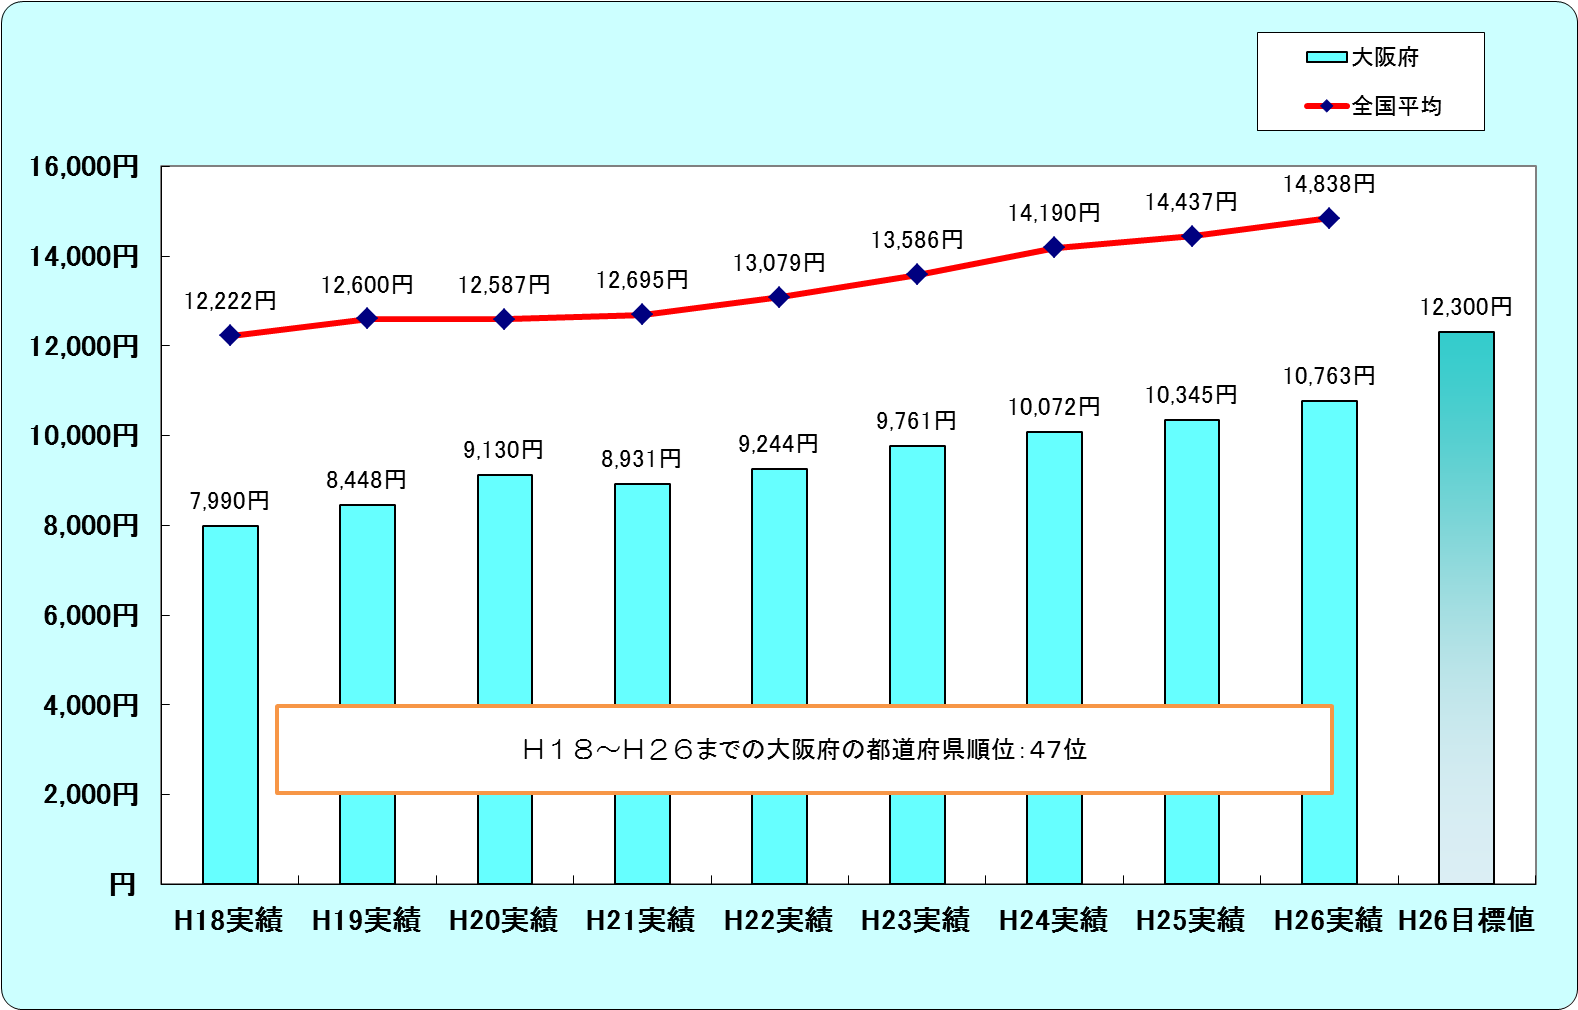 大阪府
全国平均
16,000円
14,000円
12,000円
10,000円
8,000円
6,000円
4,000円
2,000円
円
12,222円
12,600円
12,587円
12,695円
13,079円
13,586円
14,190円
14,437円
14,838円
7,990円
8,448円
9,130円
8,931円
9,244円
9,761円
10,072円
10,345円
10,763円
12,300円
Ｈ１８～Ｈ２６までの大阪府の都道府県順位：47位
H18実績
H19実績
H20実績
H21実績
H22実績
H23実績
H24実績
H25実績
H26実績
H26目標値